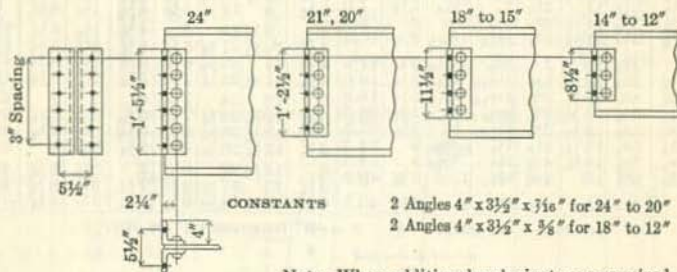 24″
21″, 20″
18″ to 15″
14″ to 12″
3″ Spacing
1′-5½″
1′-2½″
11½″
8½″
5½″
2¼″
CONSTANTS
2 Angles 4″ x 3½″ x 7⁄16″ for 24″ to 20″
2 Angles 4″ x 3½″ x ⅜″ for 18″ to 12″
5½″
4″